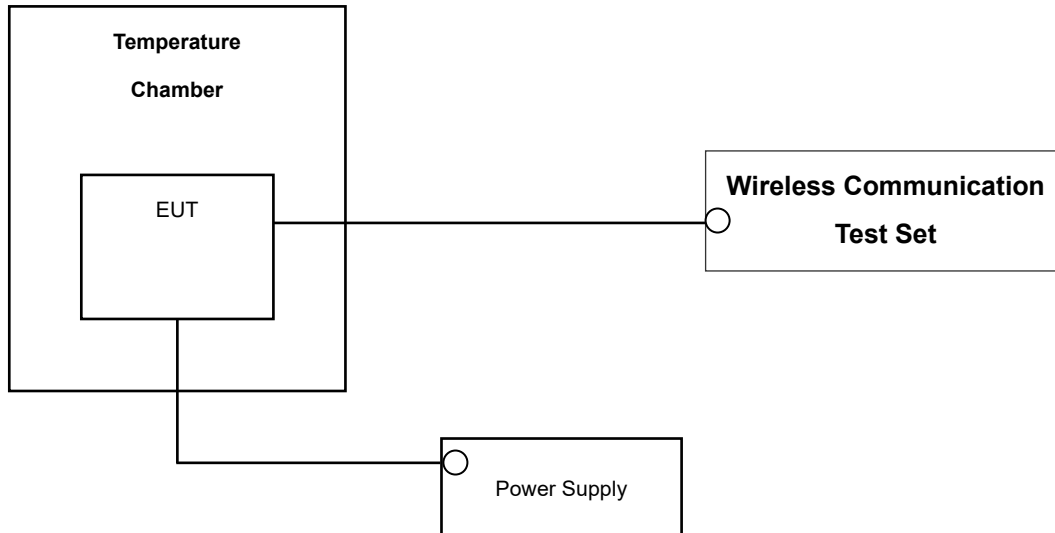 Temperature
Chamber
EUT
Wireless Communication
Test Set
Power Supply